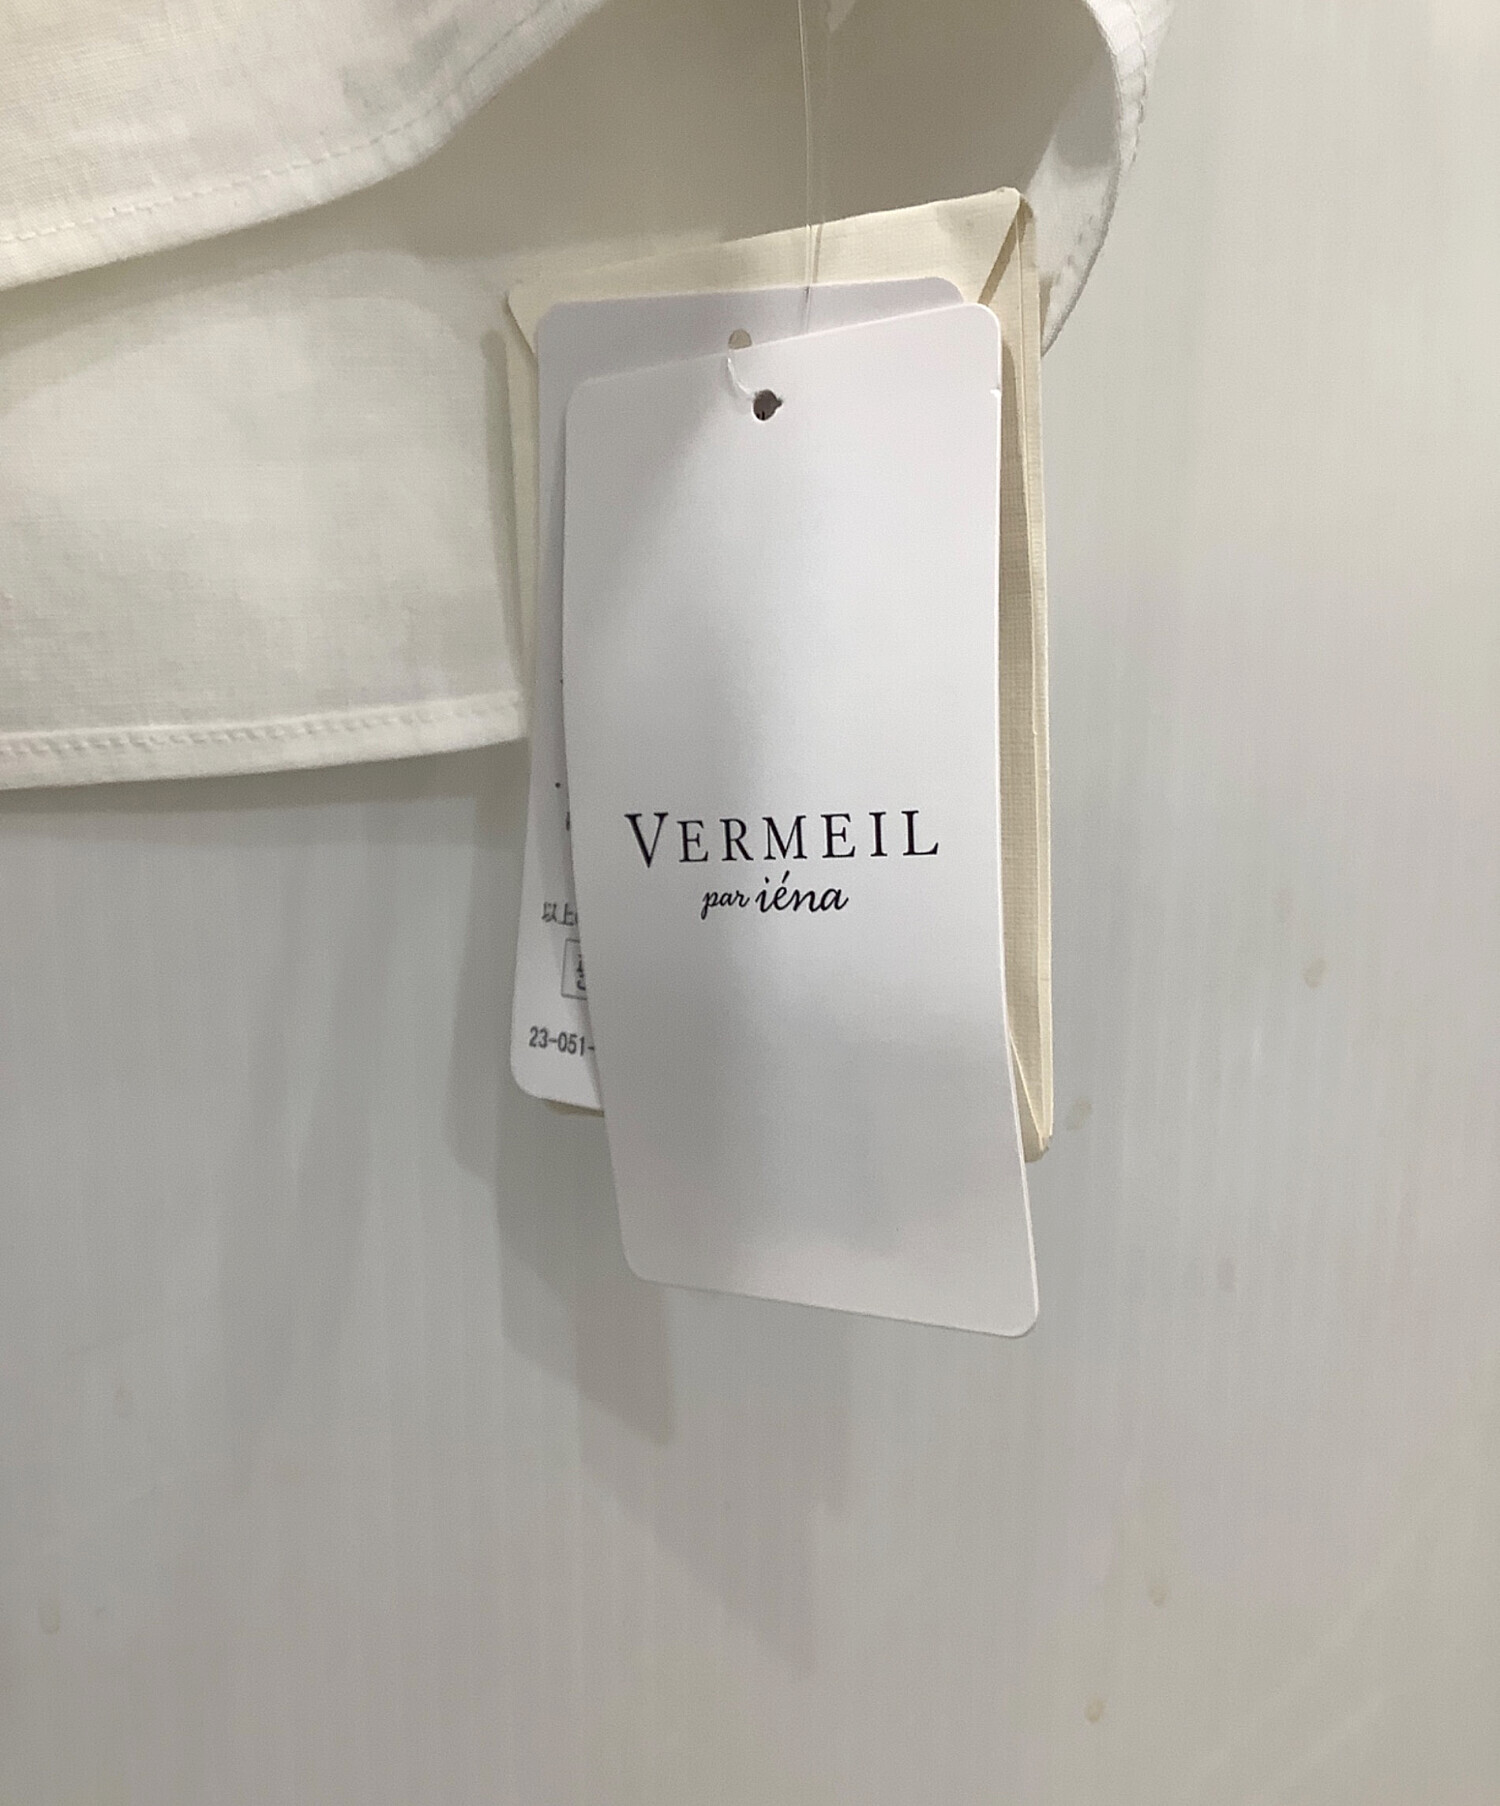 VERMEIL
par iéna
以上
23-051-